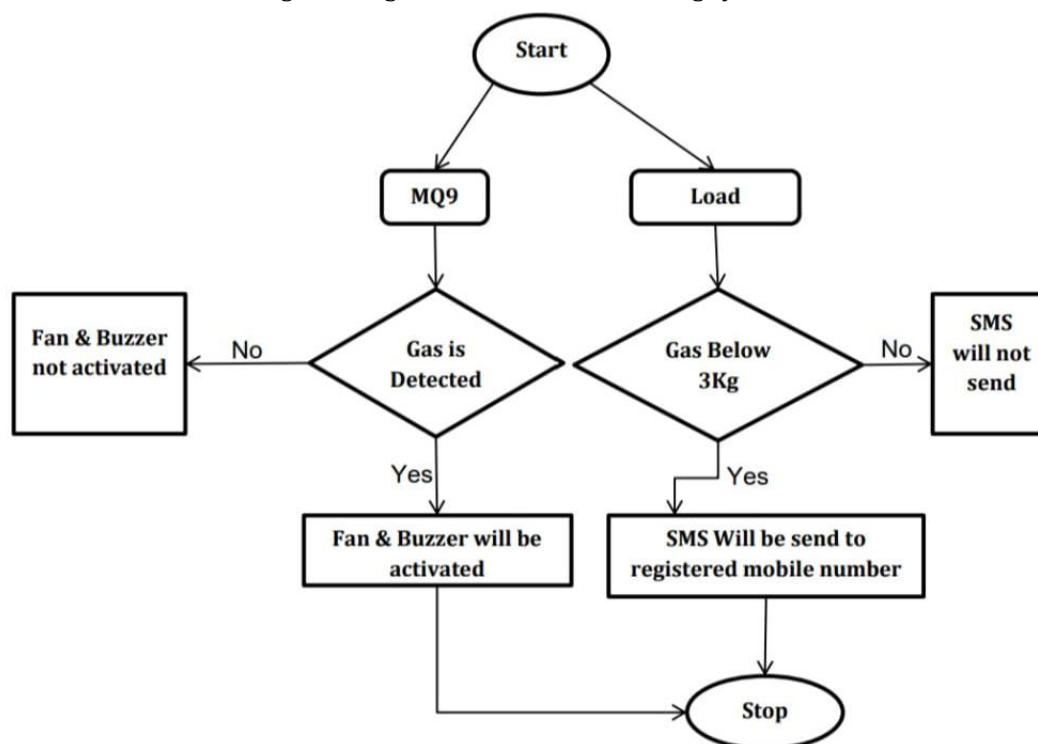 Start
MQ9
Load
Fan & Buzzer
not activated
No
Gas is
Detected
Gas Below
3Kg
No
SMS
will not
send
Yes
Yes
Fan & Buzzer will be
activated
SMS Will be send to
registered mobile number
Stop